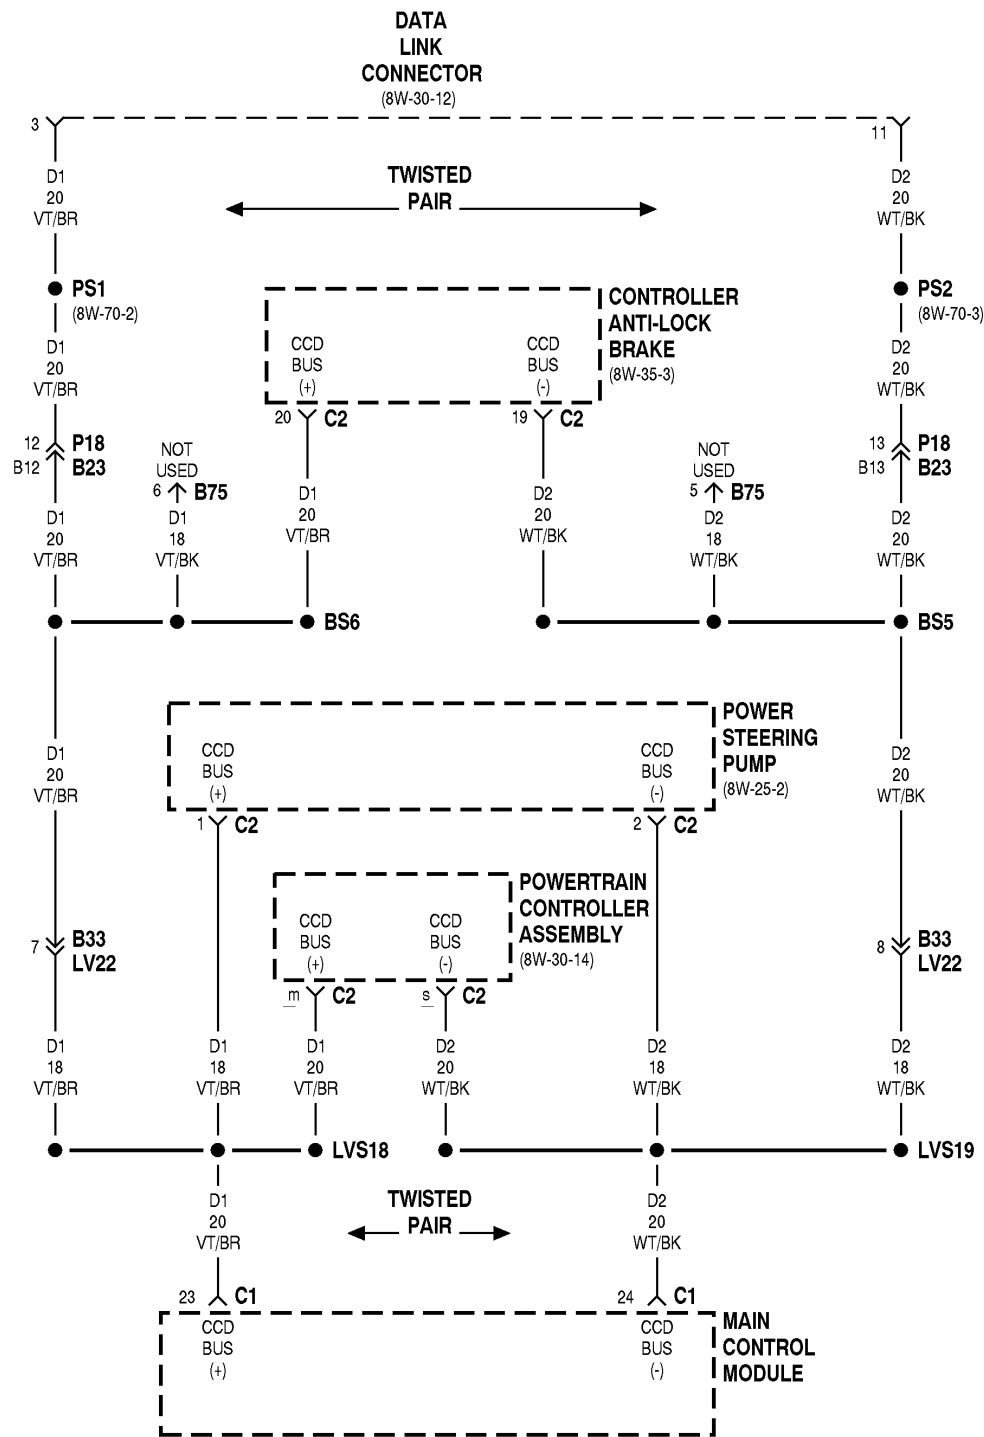 DATA
LINK
CONNECTOR
(8W-30-12)
3
11
D1
20
VT/BR
TWISTED
PAIR
D2
20
WT/BK
PS1
(8W-70-2)
PS2
(8W-70-3)
CONTROLLER
ANTI-LOCK
BRAKE
(8W-35-3)
CCD
BUS
(+)
CCD
BUS
(-)
D1
20
VT/BR
D2
20
WT/BK
20 C2
19 C2
12 P18
B12 B23
13 P18
B13 B23
NOT
USED
6 B75
NOT
USED
5 B75
D1
20
VT/BR
D1
18
VT/BK
D1
20
VT/BR
D2
20
WT/BK
D2
18
WT/BK
D2
20
WT/BK
BS6
BS5
POWER
STEERING
PUMP
(8W-25-2)
CCD
BUS
(+)
CCD
BUS
(-)
D1
20
VT/BR
D2
20
WT/BK
1 C2
2 C2
POWERTRAIN
CONTROLLER
ASSEMBLY
(8W-30-14)
CCD
BUS
(+)
CCD
BUS
(-)
7 B33
LV22
8 B33
LV22
m C2
s C2
D1
18
VT/BR
D1
18
VT/BR
D1
20
VT/BR
D2
20
WT/BK
D2
18
WT/BK
D2
18
WT/BK
LVS18
LVS19
D1
20
VT/BR
TWISTED
PAIR
D2
20
WT/BK
23 C1
24 C1
CCD
BUS
(+)
CCD
BUS
(-)
MAIN
CONTROL
MODULE